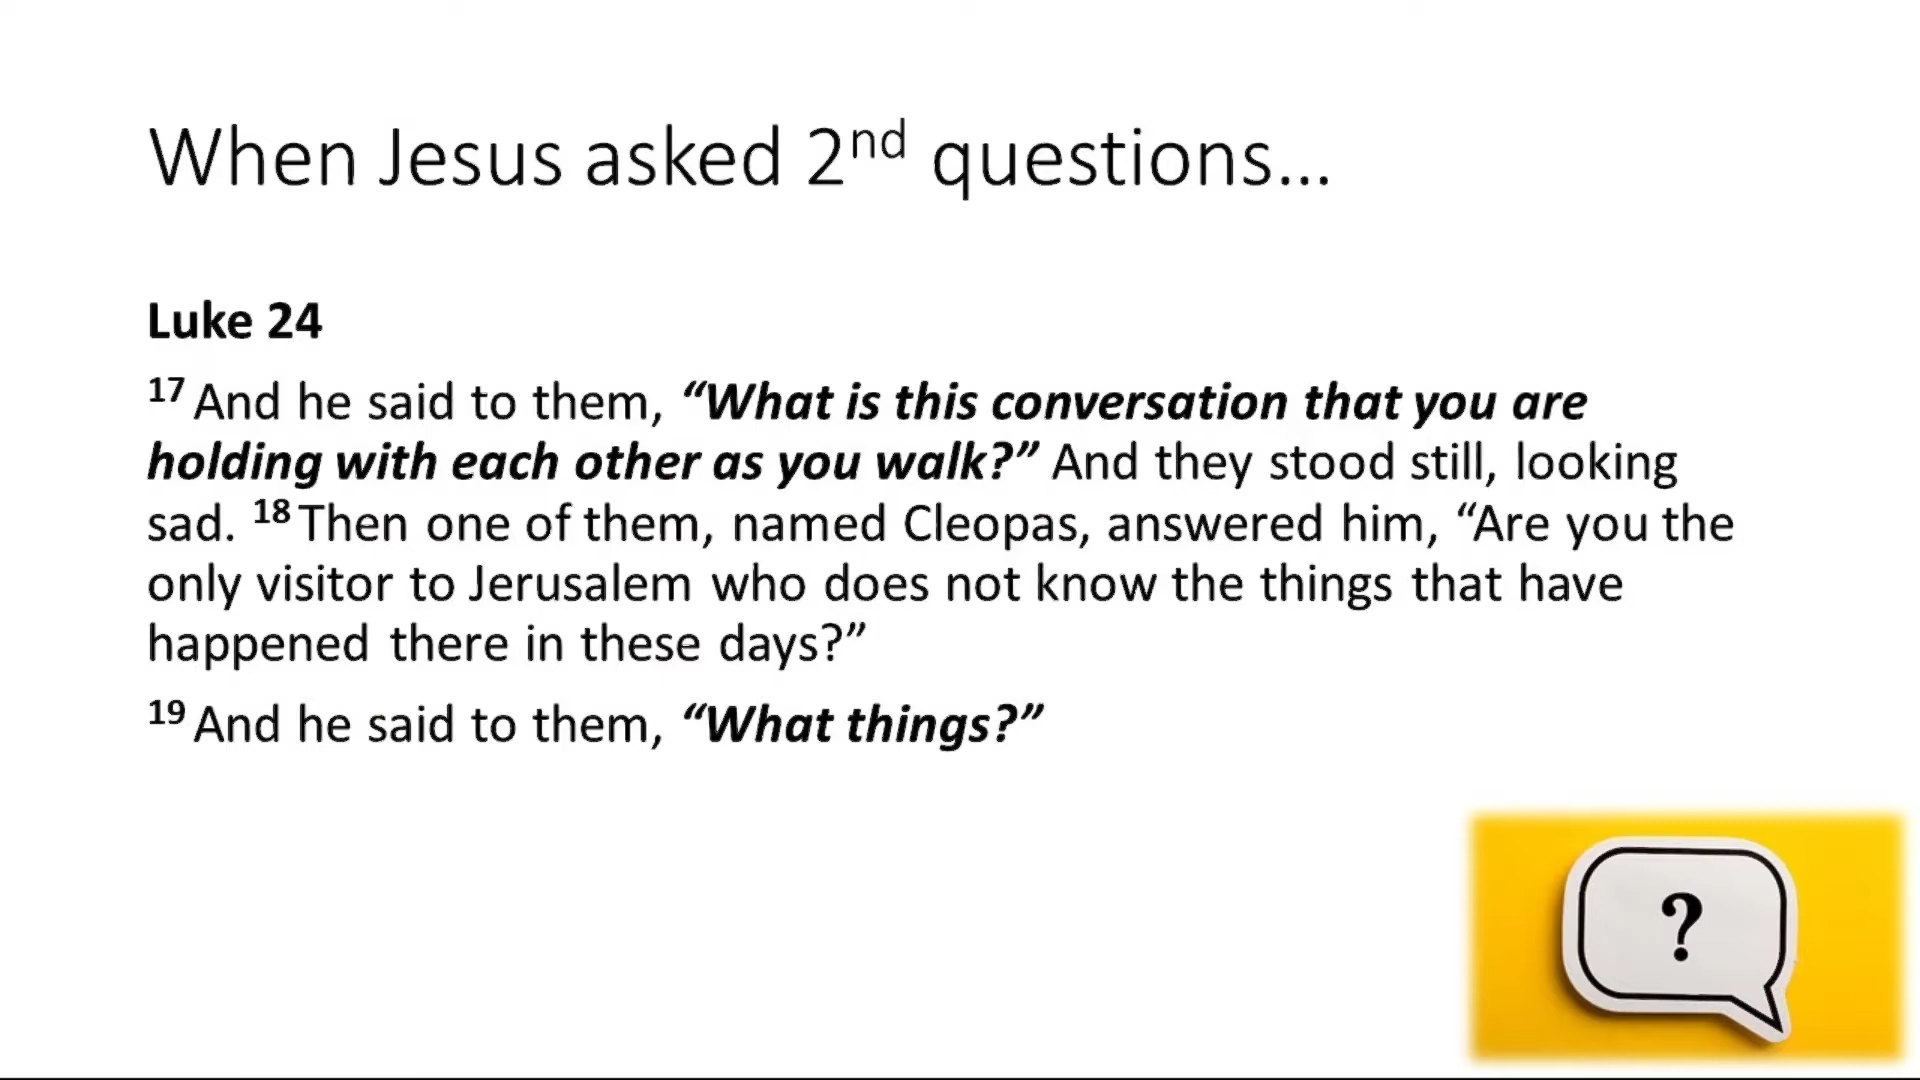 When Jesus asked 2nd questions...
Luke 24
17 And he said to them, “What is this conversation that you are
holding with each other as you walk?” And they stood still, looking
sad. 18 Then one of them, named Cleopas, answered him, “Are you the
only visitor to Jerusalem who does not know the things that have
happened there in these days?”
19 And he said to them, “What things?”
?